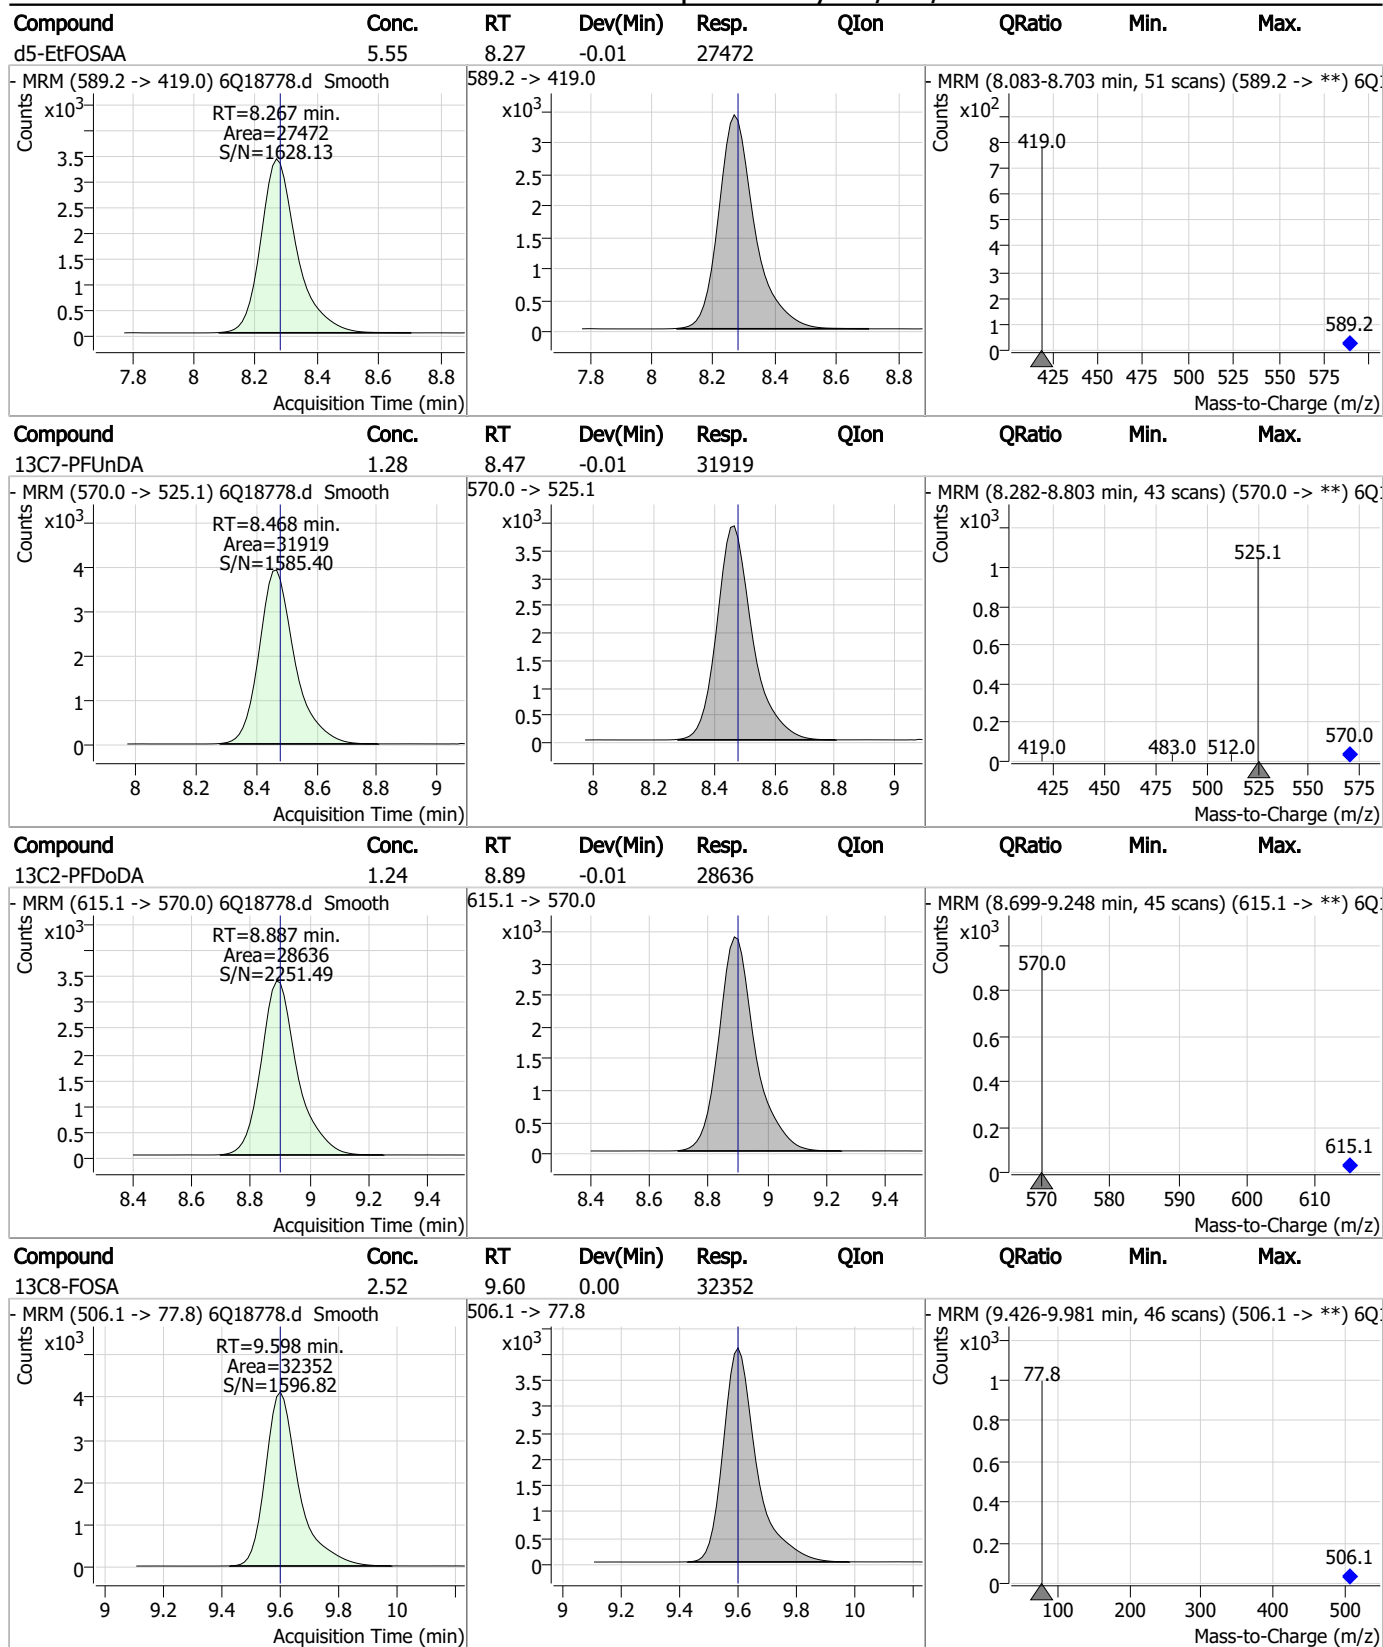 Compound Conc. RT Dev(Min) Resp. QIon QRatio Min. Max.
d5-EtFOSAA 5.55 8.27 -0.01 27472
- MRM (589.2 -> 419.0) 6Q18778.d Smooth 589.2 -> 419.0 - MRM (8.083-8.703 min, 51 scans) (589.2 -> **) 6Q
Counts x10³ RT=8.267 min. x10³ Counts x10²
Area=27472
S/N=1628.13
3.5 3 2.5 2 1.5 1 0.5 0
3 2.5 2 1.5 1 0.5 0
8 7 6 5 4 3 2 1 0
419.0 589.2
7.8 8 8.2 8.4 8.6 8.8 7.8 8 8.2 8.4 8.6 8.8 425 450 475 500 525 550 575
Acquisition Time (min) Mass-to-Charge (m/z)
Compound Conc. RT Dev(Min) Resp. QIon QRatio Min. Max.
13C7-PFUnDA 1.28 8.47 -0.01 31919
- MRM (570.0 -> 525.1) 6Q18778.d Smooth 570.0 -> 525.1 - MRM (8.282-8.803 min, 43 scans) (570.0 -> **) 6Q
Counts x10³ RT=8.468 min. x10³ Counts x10³
Area=31919
S/N=1585.40
4 3 2 1 0
3.5 3 2.5 2 1.5 1 0.5 0
1 0.8 0.6 0.4 0.2 0
525.1
419.0 483.0 512.0 570.0
8 8.2 8.4 8.6 8.8 9 8 8.2 8.4 8.6 8.8 9 425 450 475 500 525 550 575
Acquisition Time (min) Mass-to-Charge (m/z)
Compound Conc. RT Dev(Min) Resp. QIon QRatio Min. Max.
13C2-PFDoDA 1.24 8.89 -0.01 28636
- MRM (615.1 -> 570.0) 6Q18778.d Smooth 615.1 -> 570.0 - MRM (8.699-9.248 min, 45 scans) (615.1 -> **) 6Q
Counts x10³ RT=8.887 min. x10³ Counts x10³
Area=28636
S/N=2251.49
3.5 3 2.5 2 1.5 1 0.5 0
3 2.5 2 1.5 1 0.5 0
0.8 0.6 0.4 0.2 0
570.0 615.1
8.4 8.6 8.8 9 9.2 9.4 8.4 8.6 8.8 9 9.2 9.4 570 580 590 600 610
Acquisition Time (min) Mass-to-Charge (m/z)
Compound Conc. RT Dev(Min) Resp. QIon QRatio Min. Max.
13C8-FOSA 2.52 9.60 0.00 32352
- MRM (506.1 -> 77.8) 6Q18778.d Smooth 506.1 -> 77.8 - MRM (9.426-9.981 min, 46 scans) (506.1 -> **) 6Q
Counts x10³ RT=9.598 min. x10³ Counts x10³
Area=32352
S/N=1596.82
4 3 2 1 0
3.5 3 2.5 2 1.5 1 0.5 0
1 0.8 0.6 0.4 0.2 0
77.8 506.1
9 9.2 9.4 9.6 9.8 10 9 9.2 9.4 9.6 9.8 10 100 200 300 400 500
Acquisition Time (min) Mass-to-Charge (m/z)